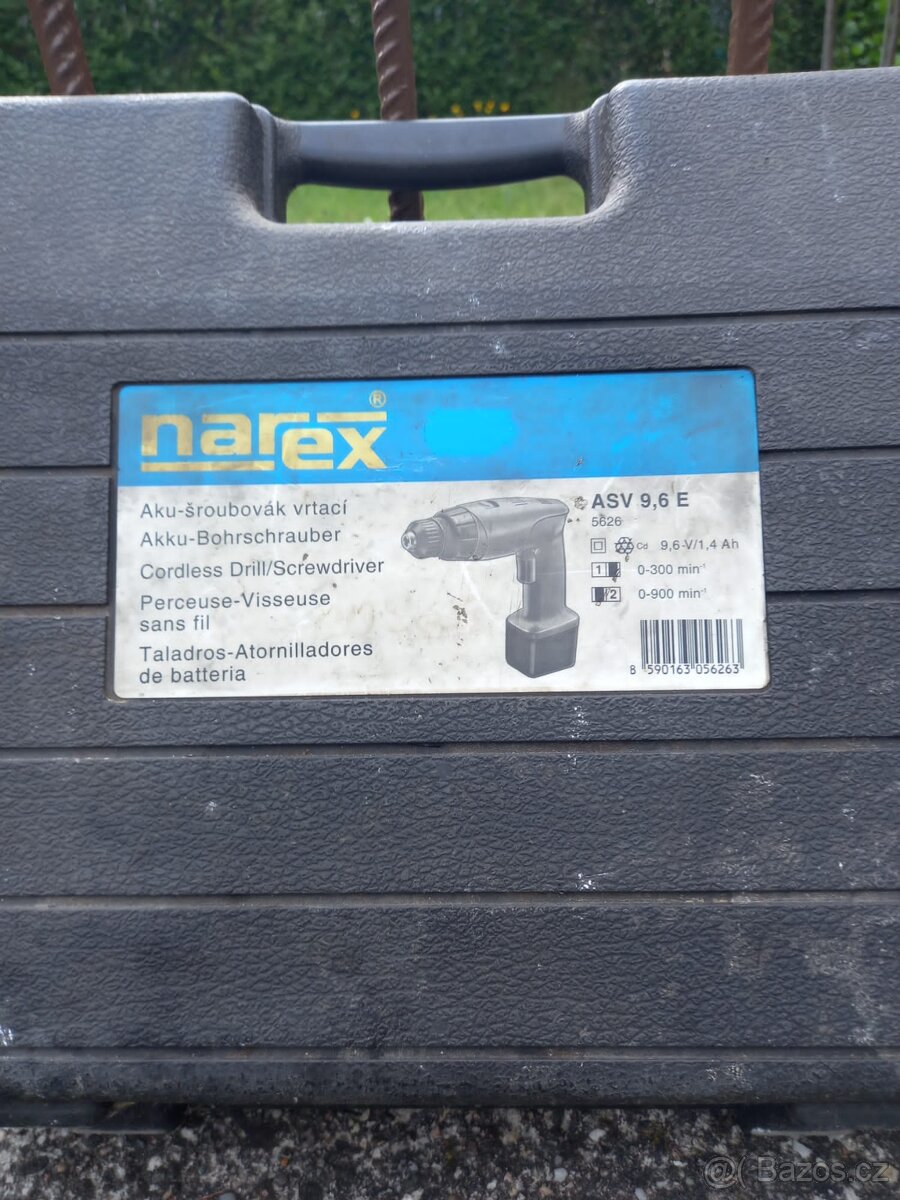 narex®
Aku-šroubovák vrtací
Akku-Bohrschrauber
Cordless Drill/Screwdriver
Perceuse-Visseuse
sans fil
Taladros-Atornilladores
de batteria
ASV 9,6 E
5626
Cd 9,6 V/1,4 Ah
1 0-300 min⁻¹
2 0-900 min⁻¹
8 590163 056263
@ Bazoš.cz